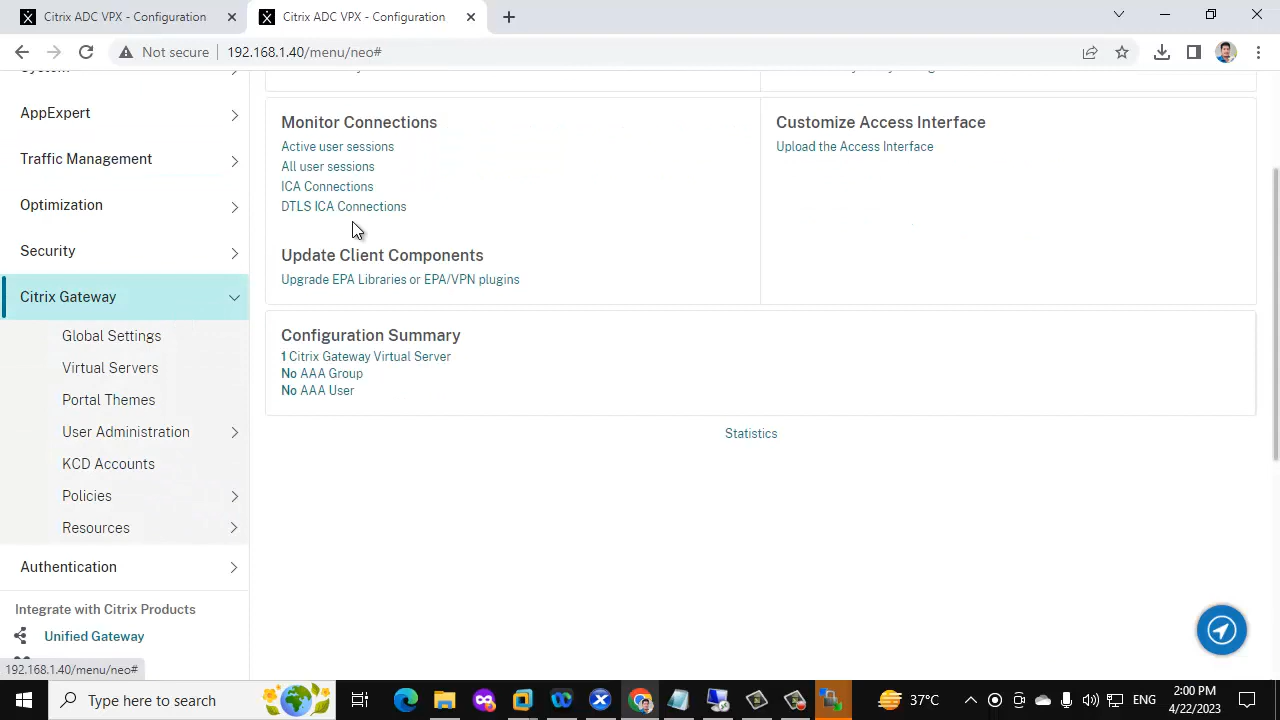 Citrix ADC VPX - Configuration
Citrix ADC VPX - Configuration
Not secure
192.168.1.40/menu/neo#
AppExpert
Traffic Management
Optimization
Security
Citrix Gateway
Global Settings
Virtual Servers
Portal Themes
User Administration
KCD Accounts
Policies
Resources
Authentication
Integrate with Citrix Products
Unified Gateway
192.168.1.40/menu/neo#
Monitor Connections
Active user sessions
All user sessions
ICA Connections
DTLS ICA Connections
Update Client Components
Upgrade EPA Libraries or EPA/VPN plugins
Customize Access Interface
Upload the Access Interface
Configuration Summary
1 Citrix Gateway Virtual Server
No AAA Group
No AAA User
Statistics
Type here to search
37°C
ENG
2:00 PM
4/22/2023